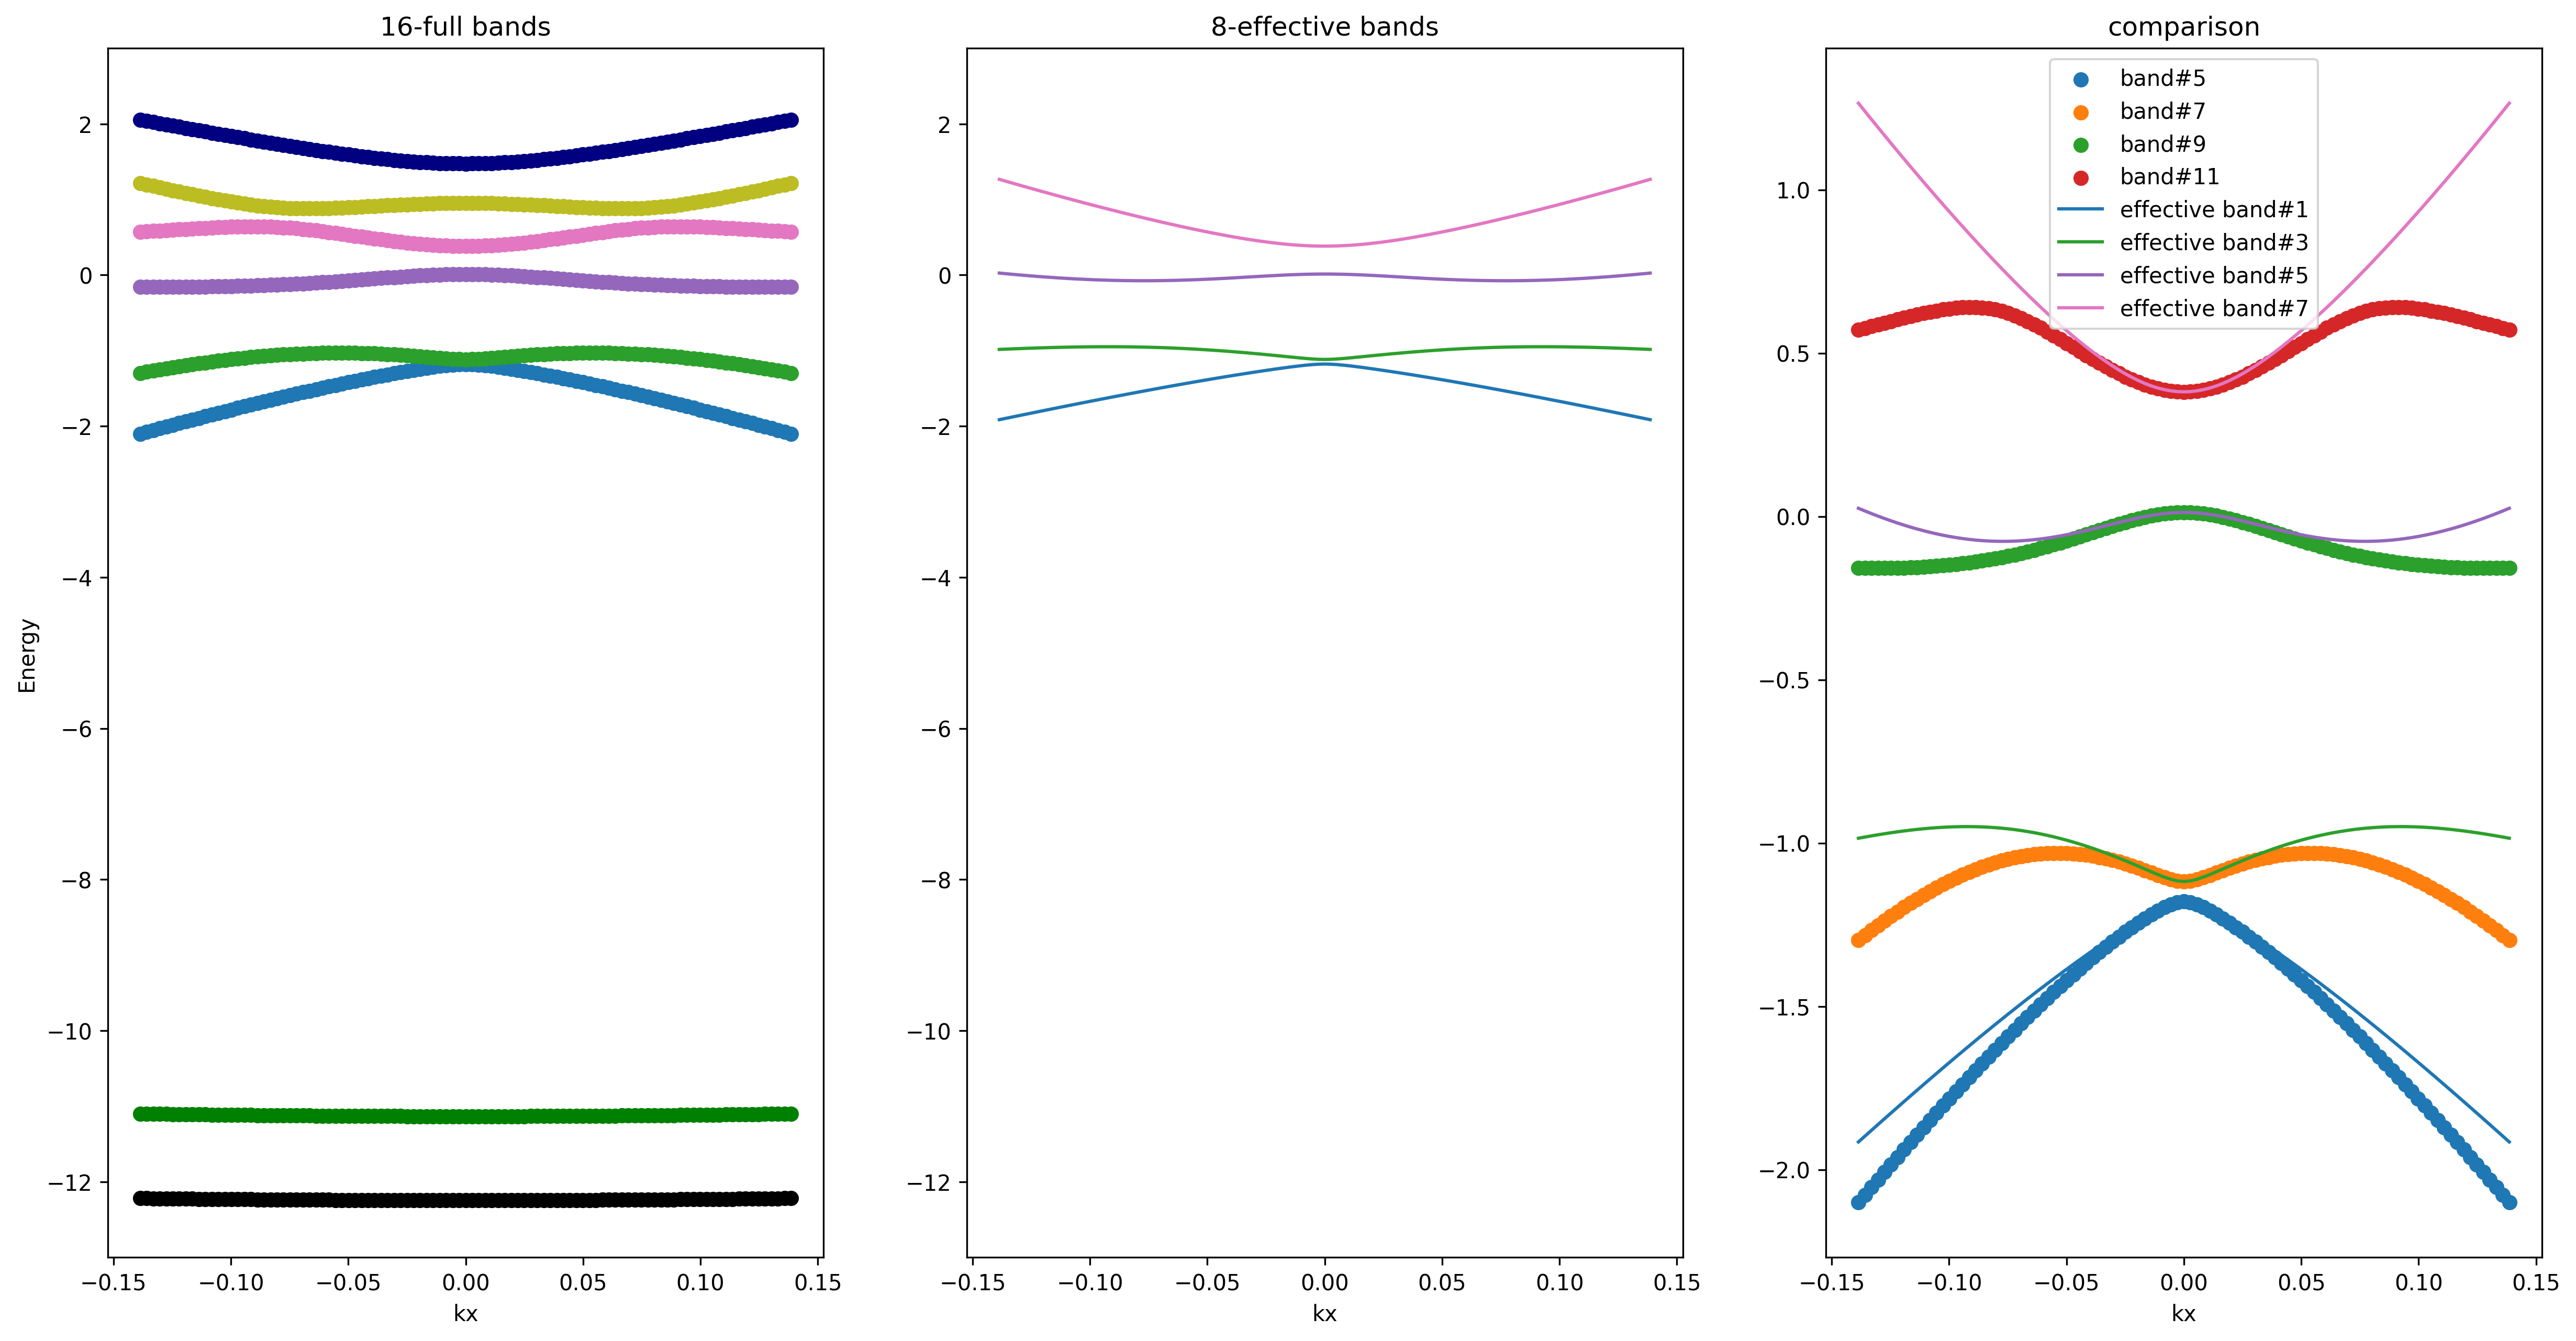 16-full bands
8-effective bands
comparison
Energy
2
0
−2
−4
−6
−8
−10
−12
−0.15
−0.10
−0.05
0.00
0.05
0.10
0.15
kx
2
0
−2
−4
−6
−8
−10
−12
−0.15
−0.10
−0.05
0.00
0.05
0.10
0.15
kx
band#5
band#7
band#9
band#11
effective band#1
effective band#3
effective band#5
effective band#7
1.0
0.5
0.0
−0.5
−1.0
−1.5
−2.0
−0.15
−0.10
−0.05
0.00
0.05
0.10
0.15
kx